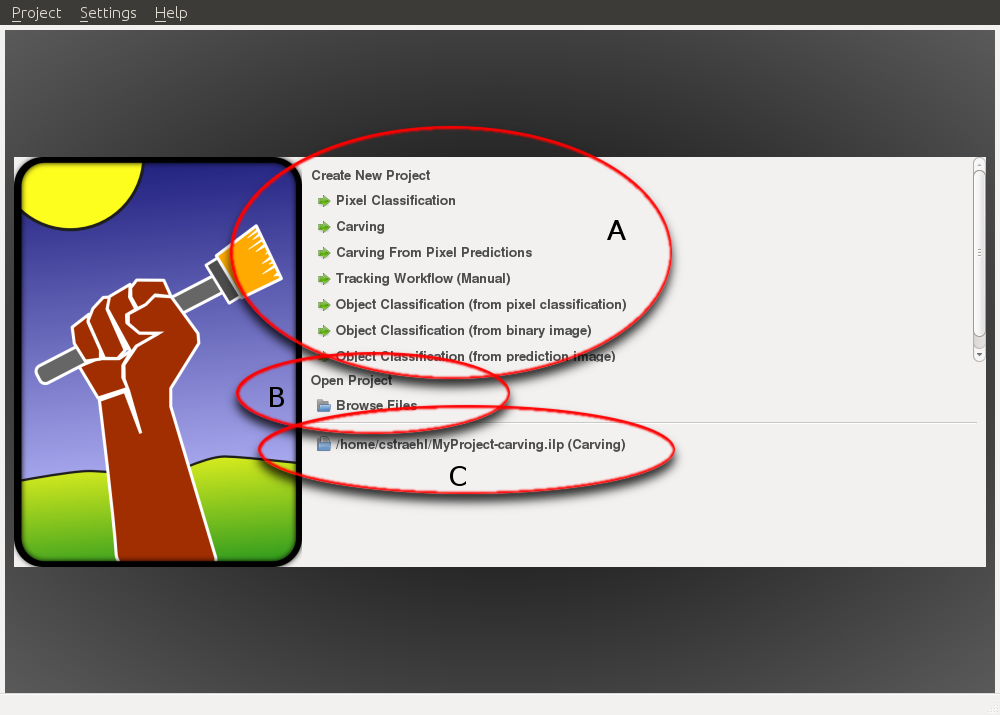 Project Settings Help
Create New Project
Pixel Classification
Carving
A
Carving From Pixel Predictions
Tracking Workflow (Manual)
Object Classification (from pixel classification)
Object Classification (from binary image)
Object Classification (from prediction image)
Open Project
B
Browse Files
/home/cstraehl/MyProject-carving.ilp (Carving)
C